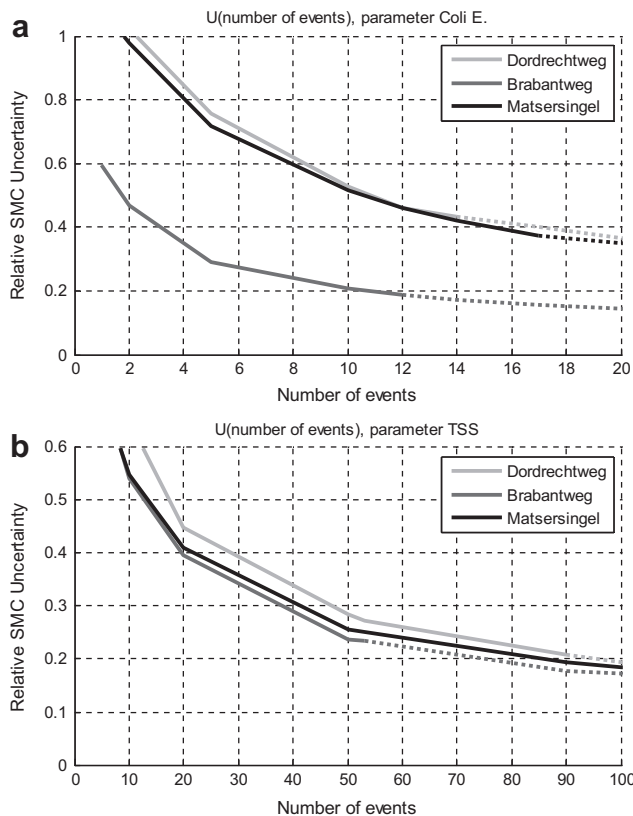 a
U(number of events), parameter Coli E.
1
0.8
0.6
0.4
0.2
0
Relative SMC Uncertainty
Dordrechtweg
Brabantweg
Matsersingel
0 2 4 6 8 10 12 14 16 18 20
Number of events
b
U(number of events), parameter TSS
0.6
0.5
0.4
0.3
0.2
0.1
0
Relative SMC Uncertainty
Dordrechtweg
Brabantweg
Matsersingel
10 20 30 40 50 60 70 80 90 100
Number of events